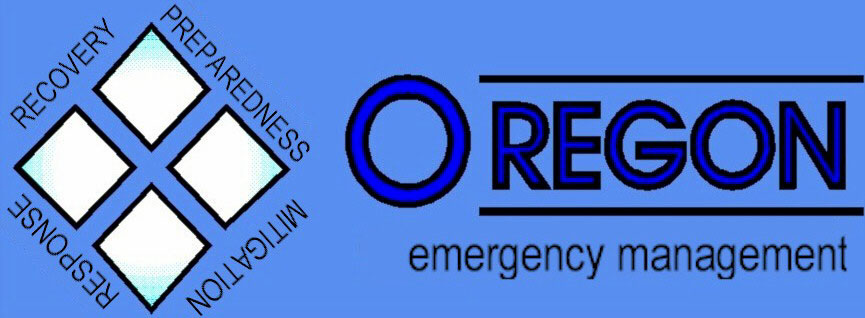 RECOVERY
PREPAREDNESS
RESPONSE
MITIGATION
OREGON
emergency management